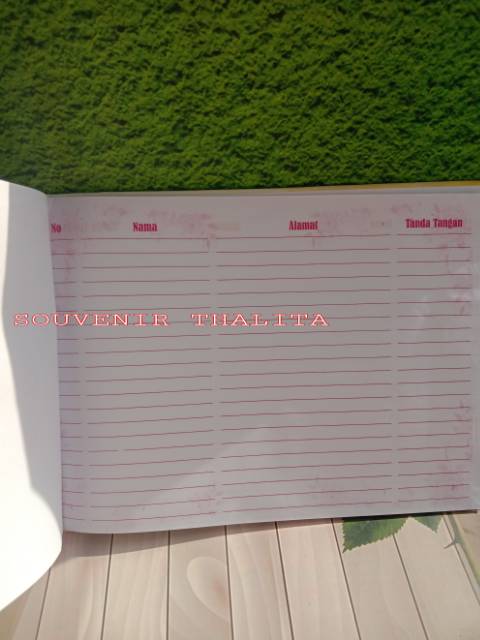 No Nama Alamat Tanda Tangan
SOUVENIR THALITA